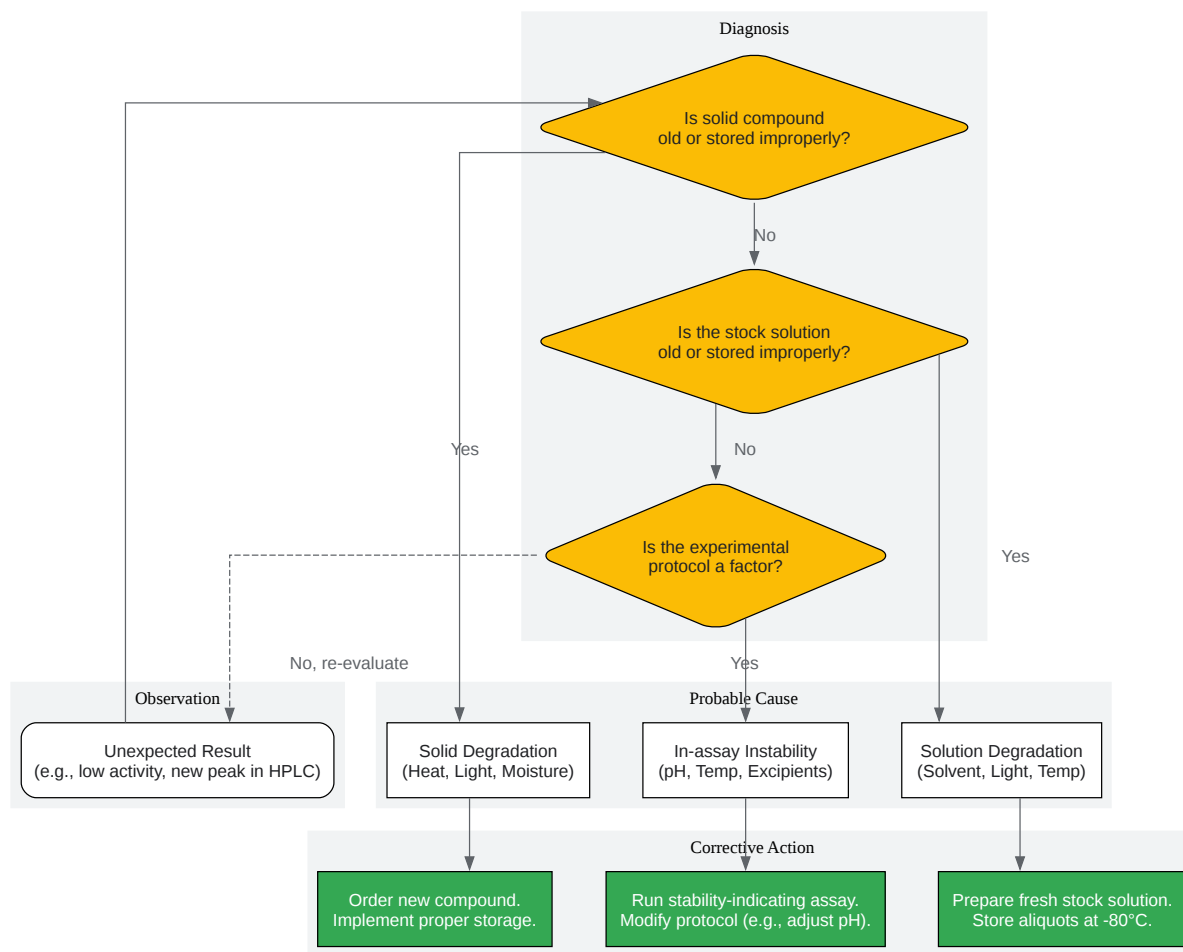 Diagnosis
Is solid compound
old or stored improperly?
No
Is the stock solution
old or stored improperly?
Yes
No
Is the experimental
protocol a factor?
Yes
No, re-evaluate
Yes
Observation
Unexpected Result
(e.g., low activity, new peak in HPLC)
Probable Cause
Solid Degradation
(Heat, Light, Moisture)
In-assay Instability
(pH, Temp, Excipients)
Solution Degradation
(Solvent, Light, Temp)
Corrective Action
Order new compound.
Implement proper storage.
Run stability-indicating assay.
Modify protocol (e.g., adjust pH).
Prepare fresh stock solution.
Store aliquots at -80°C.